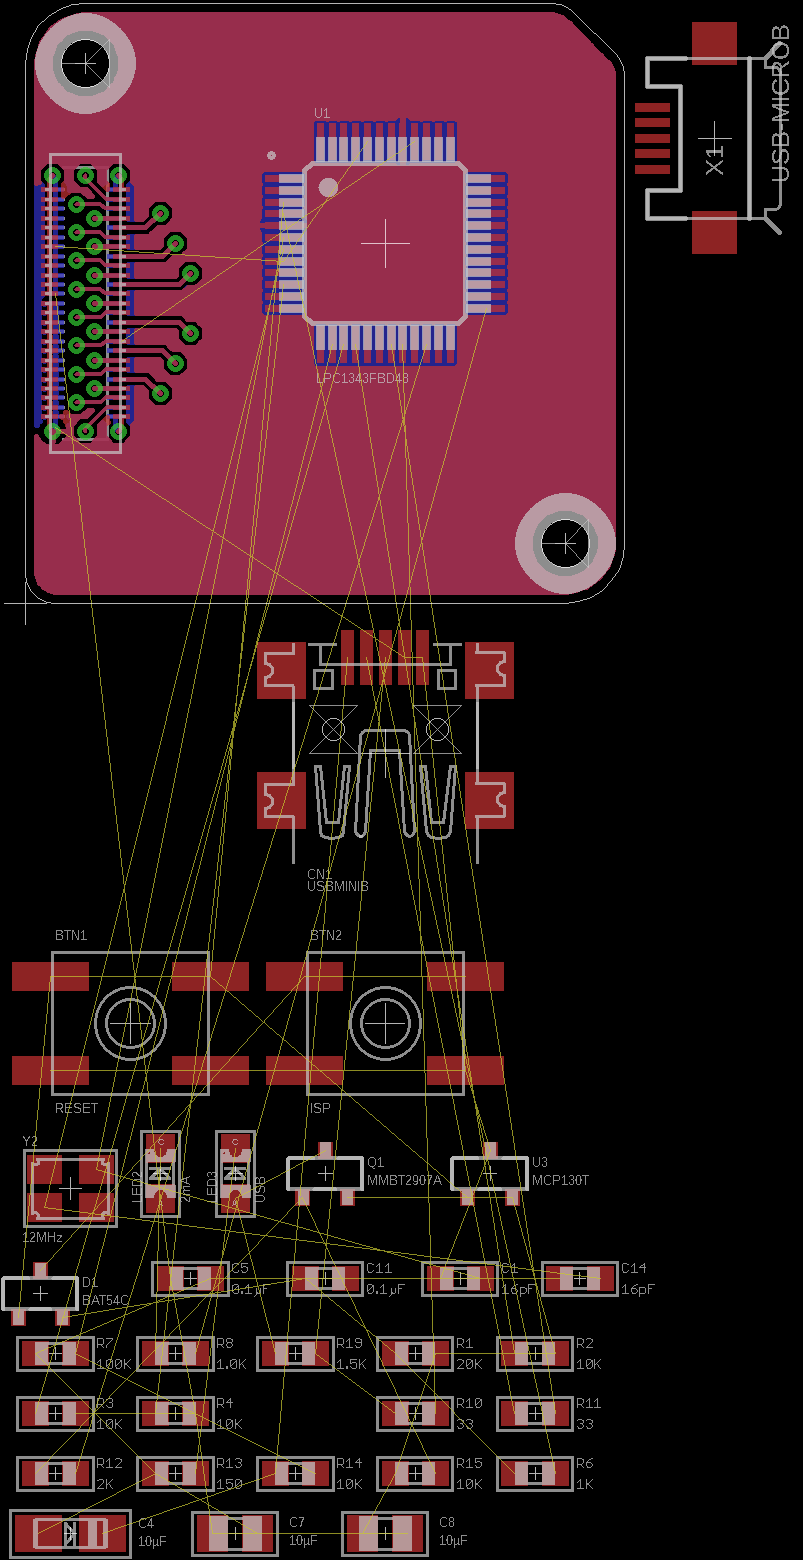 U1
X1
USB-MICROB
LPC1343FBD48
CN1
USBMINIB
BTN1
BTN2
RESET
ISP
Y2
12MHz
c
LED2
2mA
c
LED3
USB
Q1
MMBT2907A
U3
MCP130T
D1
BAT54C
C5
0.1µF
C11
0.1µF
C1
16pF
C14
16pF
R7
100K
R8
1.0K
R19
1.5K
R1
20K
R2
10K
R3
10K
R4
10K
R10
33
R11
33
R12
2K
R13
150
R14
10K
R15
10K
R6
1K
C4
10µF
C7
10µF
C8
10µF